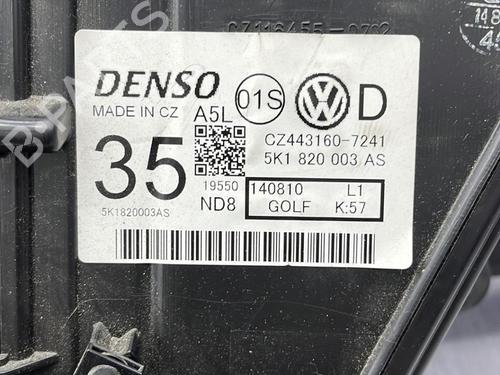 DENSO 01S D
MADE IN CZ A5L
CZ443160-7241
35 5K1 820 003 AS
19550 140810 L1
5K1820003AS ND8 GOLF K:57